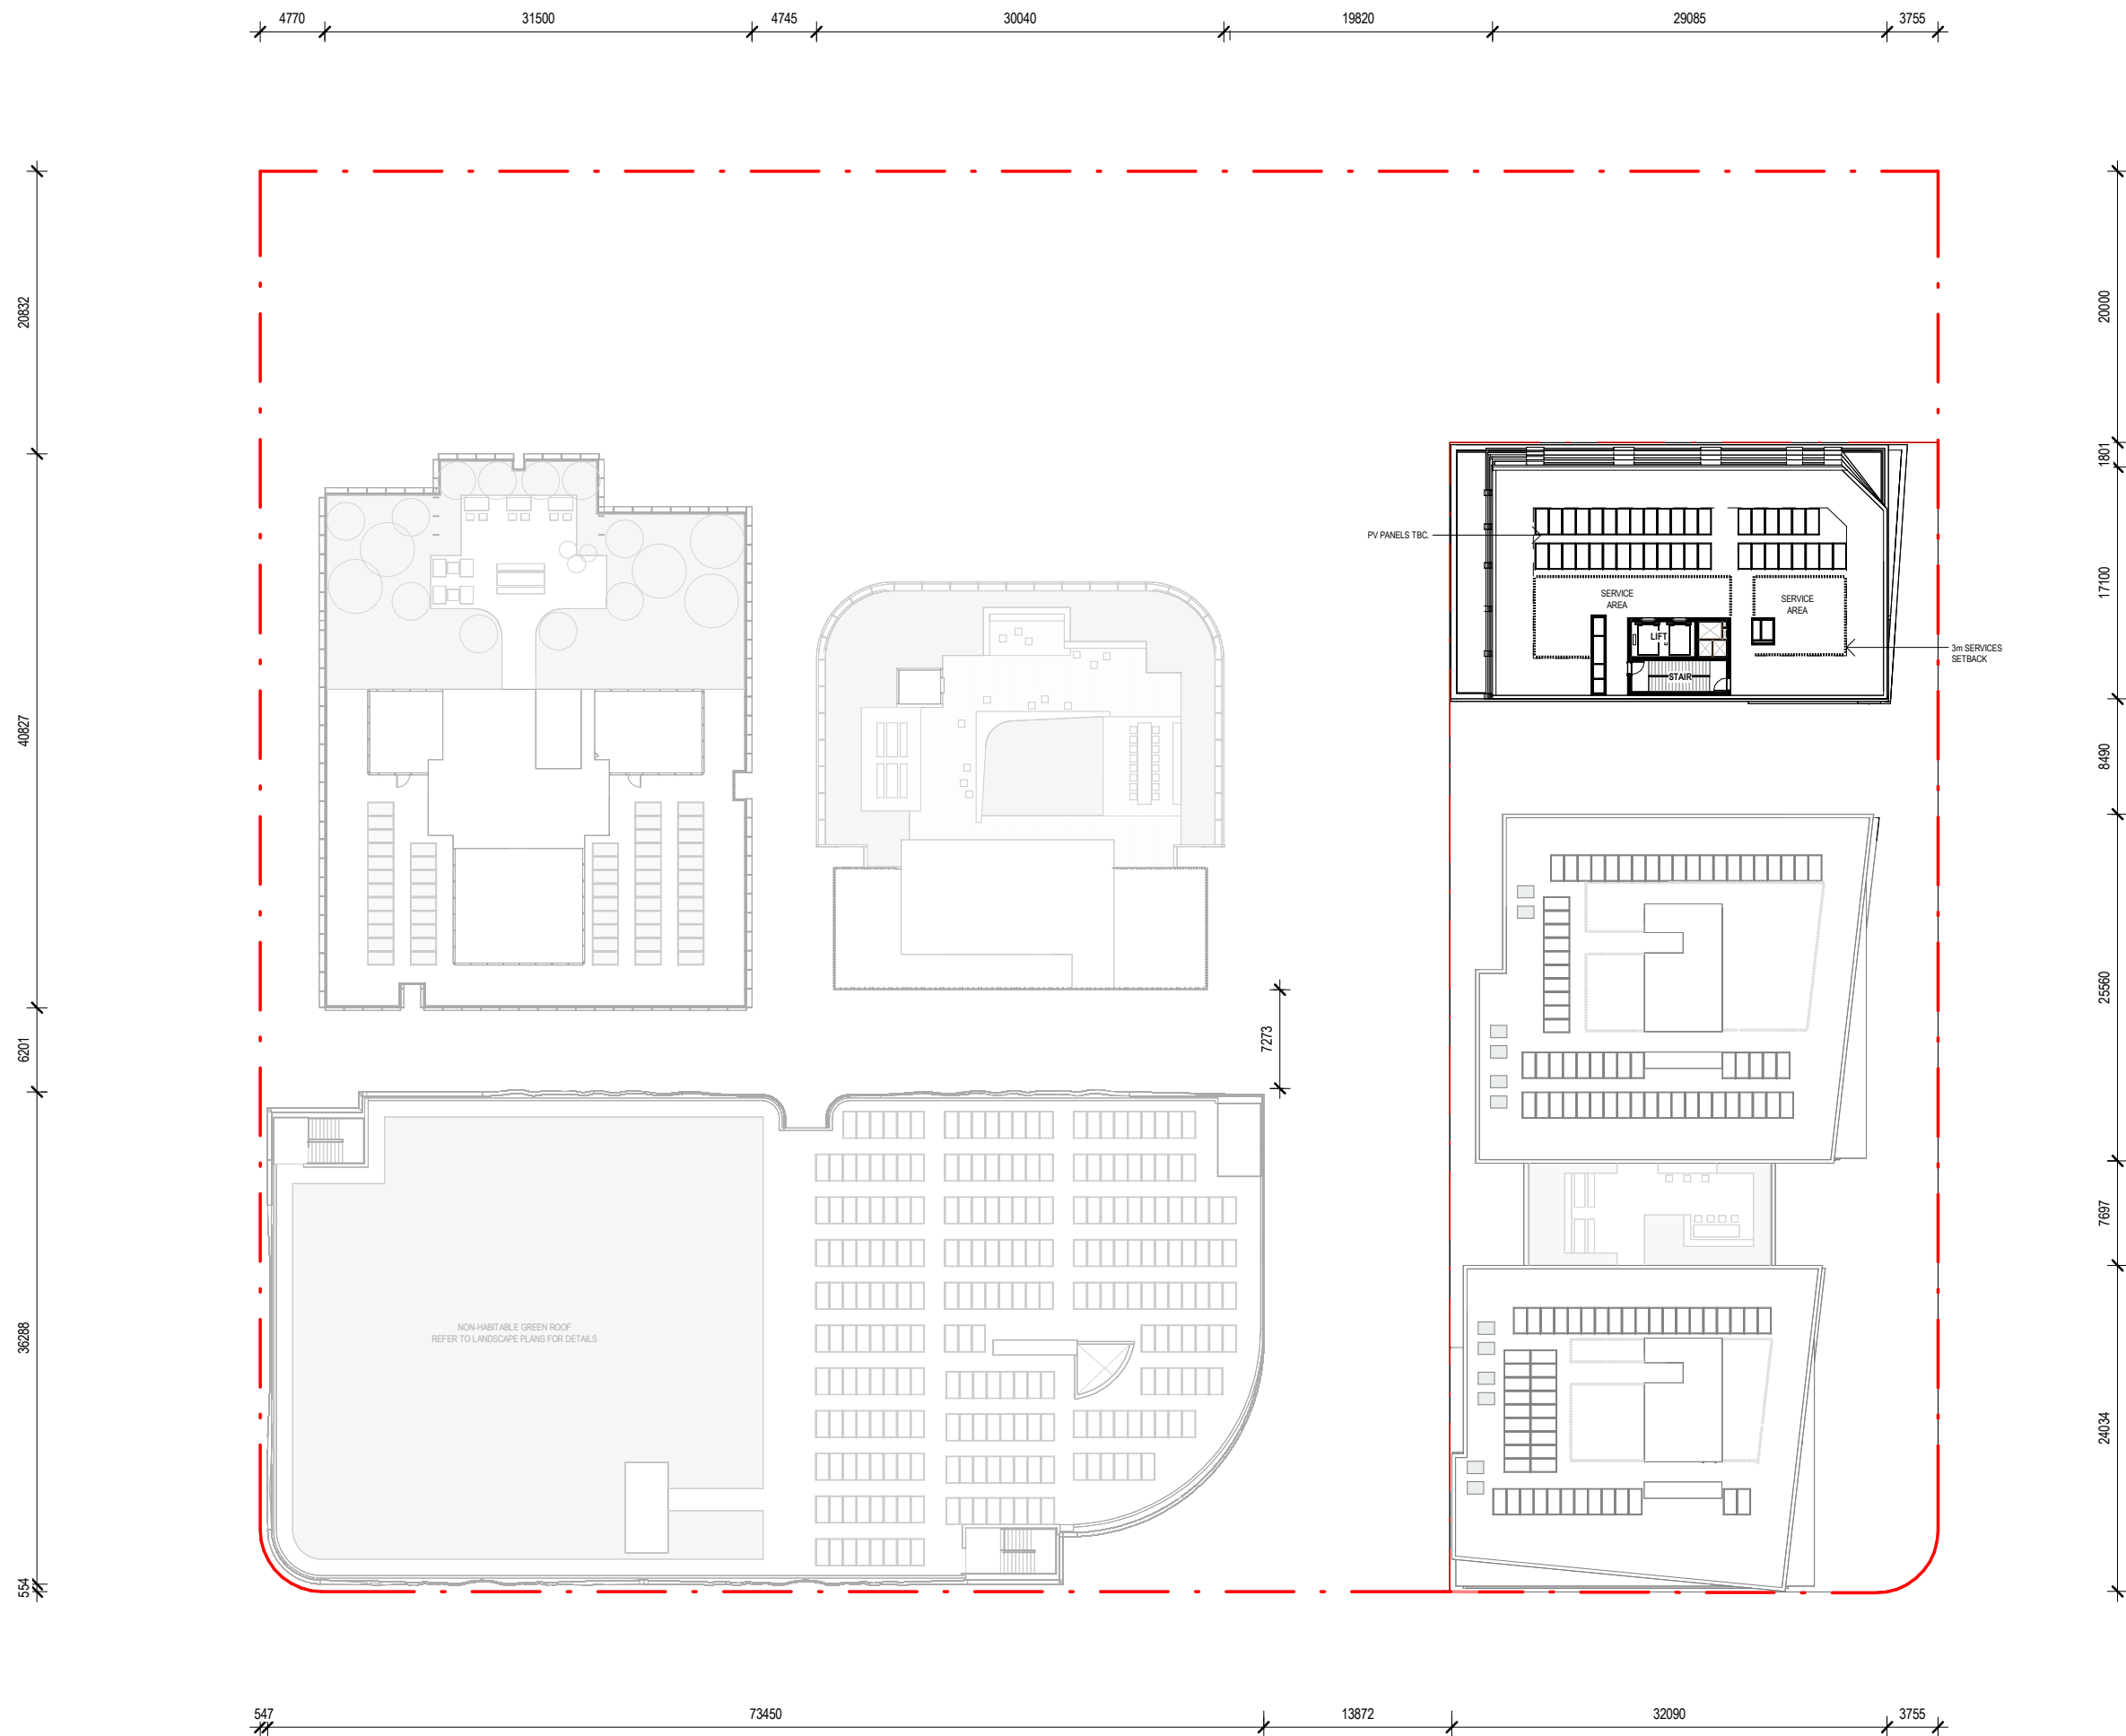 4770 31500 4745 30040 19820 29085 3755
20832
20000
1801
PV PANELS TBC.
17100
SERVICE
AREA
SERVICE
AREA
LIFT
3m SERVICES
SETBACK
STAIR
40827
8490
25560
6201
7273
7697
NON-HABITABLE GREEN ROOF
REFER TO LANDSCAPE PLANS FOR DETAILS
36288
24034
554
547 73450 13872 32090 3755